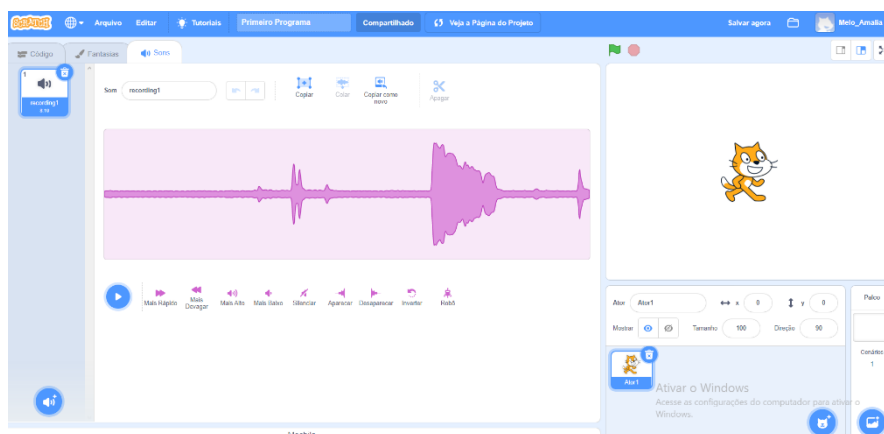 SCRATCH
Arquivo Editar Tutoriais Primeiro Programa Compartilhado Veja a Página do Projeto Salvar agora Melo_Amalia
Código Fantasias Sons
1
recording1
Som recording1
Copiar Colar Copiar como novo Apagar
Mais Rápido Mais Devagar Mais Alto Mais Baixo Silenciar Aparecer Desaparecer Inverter Robô
Ator Ator1 x 0 y 0
Mostrar Tamanho 100 Direção 90
Ator1
Palco
Cenários
1
Ativar o Windows
Acesse as configurações do computador para ativar o
Windows.